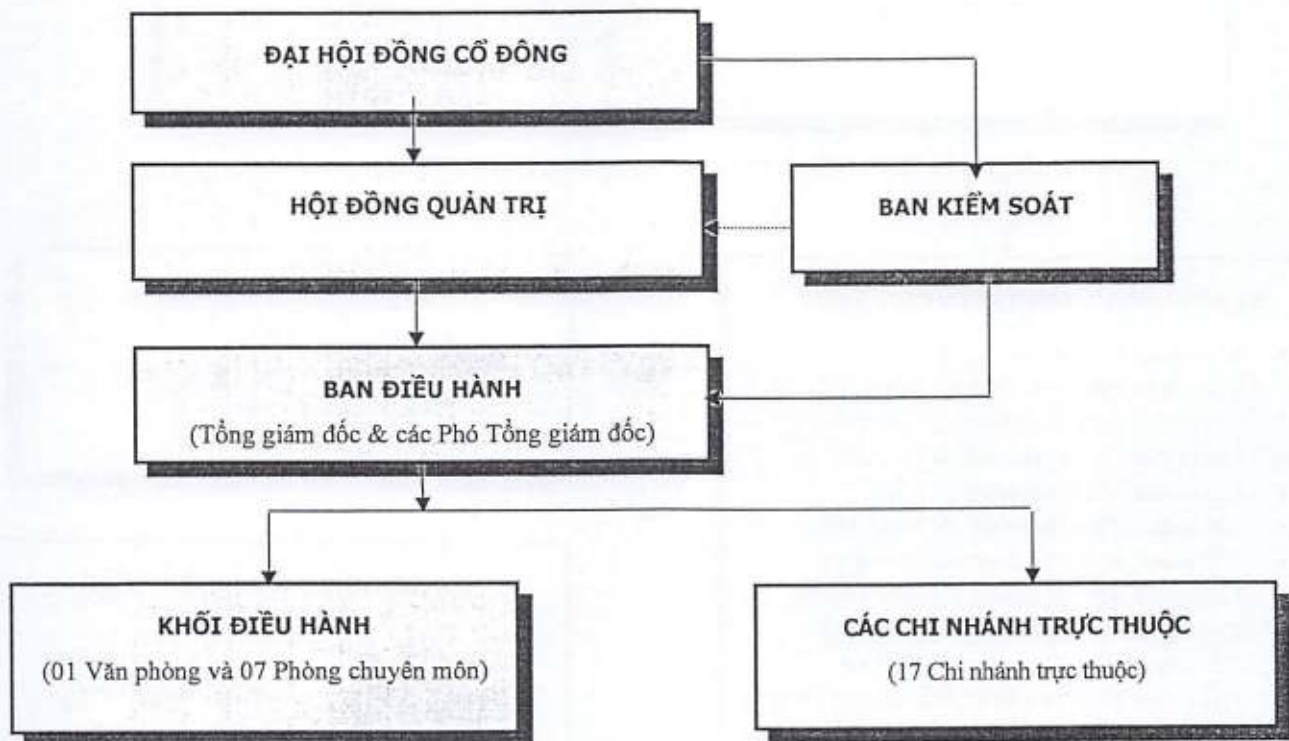 ĐẠI HỘI ĐỒNG CỔ ĐÔNG
HỘI ĐỒNG QUẢN TRỊ
BAN KIỂM SOÁT
BAN ĐIỀU HÀNH
(Tổng giám đốc & các Phó Tổng giám đốc)
KHỐI ĐIỀU HÀNH
(01 Văn phòng và 07 Phòng chuyên môn)
CÁC CHI NHÁNH TRỰC THUỘC
(17 Chi nhánh trực thuộc)